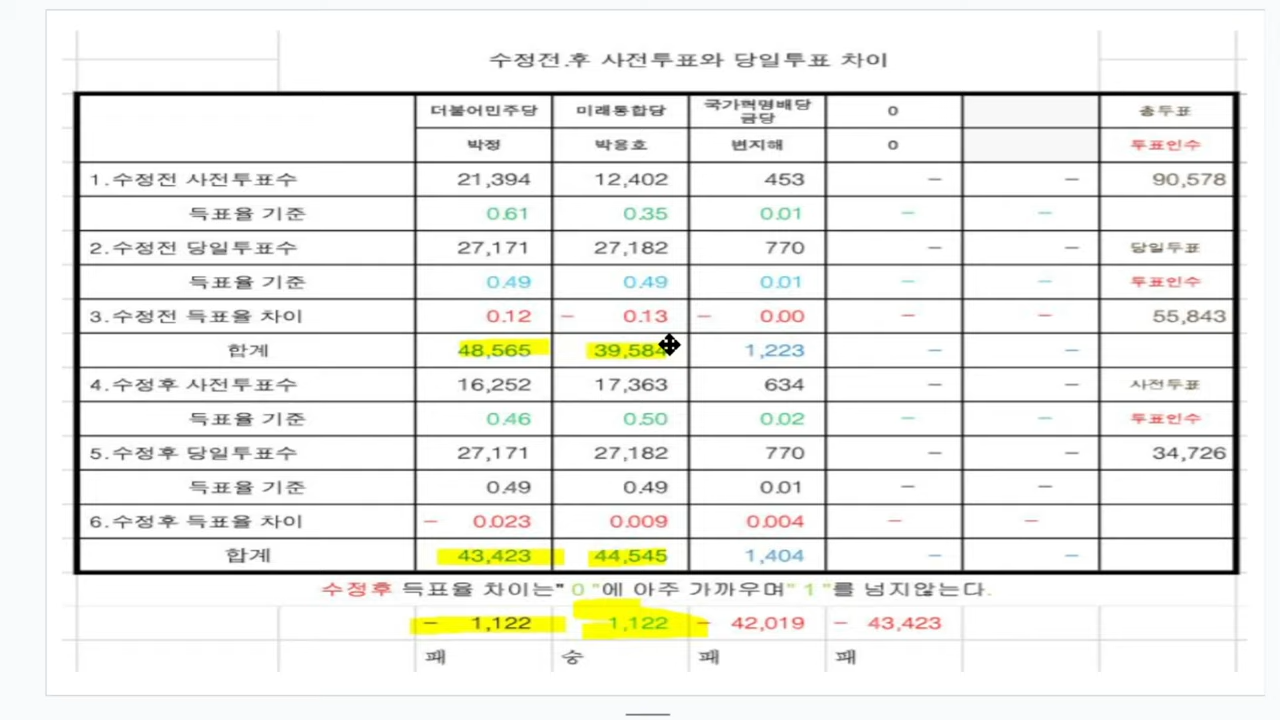 수정전.후 사전투표와 당일투표 차이
더불어민주당 미래통합당 국가혁명배당금당 0 총투표
박정 박용호 변지해 0 투표인수
1.수정전 사전투표수 21,394 12,402 453 – – 90,578
득표율 기준 0.61 0.35 0.01 – –
2.수정전 당일투표수 27,171 27,182 770 – – 당일투표
득표율 기준 0.49 0.49 0.01 – – 투표인수
3.수정전 득표율 차이 0.12 – 0.13 – 0.00 – – 55,843
합계 48,565 39,584 1,223 – –
4.수정후 사전투표수 16,252 17,363 634 – – 사전투표
득표율 기준 0.46 0.50 0.02 – – 투표인수
5.수정후 당일투표수 27,171 27,182 770 – – 34,726
득표율 기준 0.49 0.49 0.01 – –
6.수정후 득표율 차이 – 0.023 0.009 0.004 – –
합계 43,423 44,545 1,404 – –
수정후 득표율 차이는" 0 "에 아주 가까우며" 1 "를 넘지않는다.
– 1,122 1,122 – 42,019 – 43,423
패 승 패 패